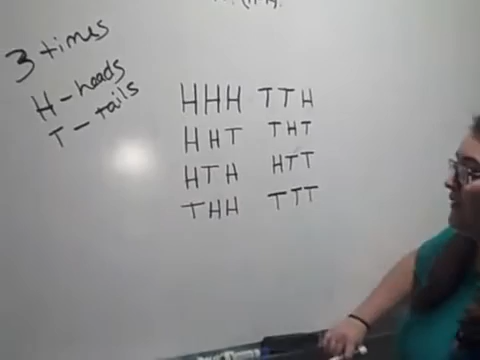 3 times
H - heads
T - tails
HHH TTH
HHT THT
HTH HTT
THH TTT